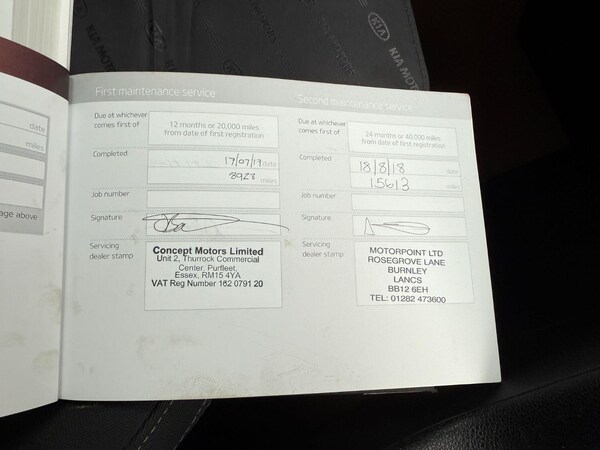 KIA
KIA MOT
date
miles
age above
First maintenance service
Due at whichever
comes first of
12 months or 20,000 miles
from date of first registration
Completed
17/07/17 date
8928 miles
Job number
Signature
Servicing
dealer stamp
Concept Motors Limited
Unit 2, Thurrock Commercial
Center, Purfleet,
Essex, RM15 4YA
VAT Reg Number 162 0791 20
Second maintenance service
Due at whichever
comes first of
24 months or 40,000 miles
from date of first registration
Completed
18/8/18 date
15613 miles
Job number
Signature
Servicing
dealer stamp
MOTORPOINT LTD
ROSEGROVE LANE
BURNLEY
LANCS
BB12 6EH
TEL: 01282 473600